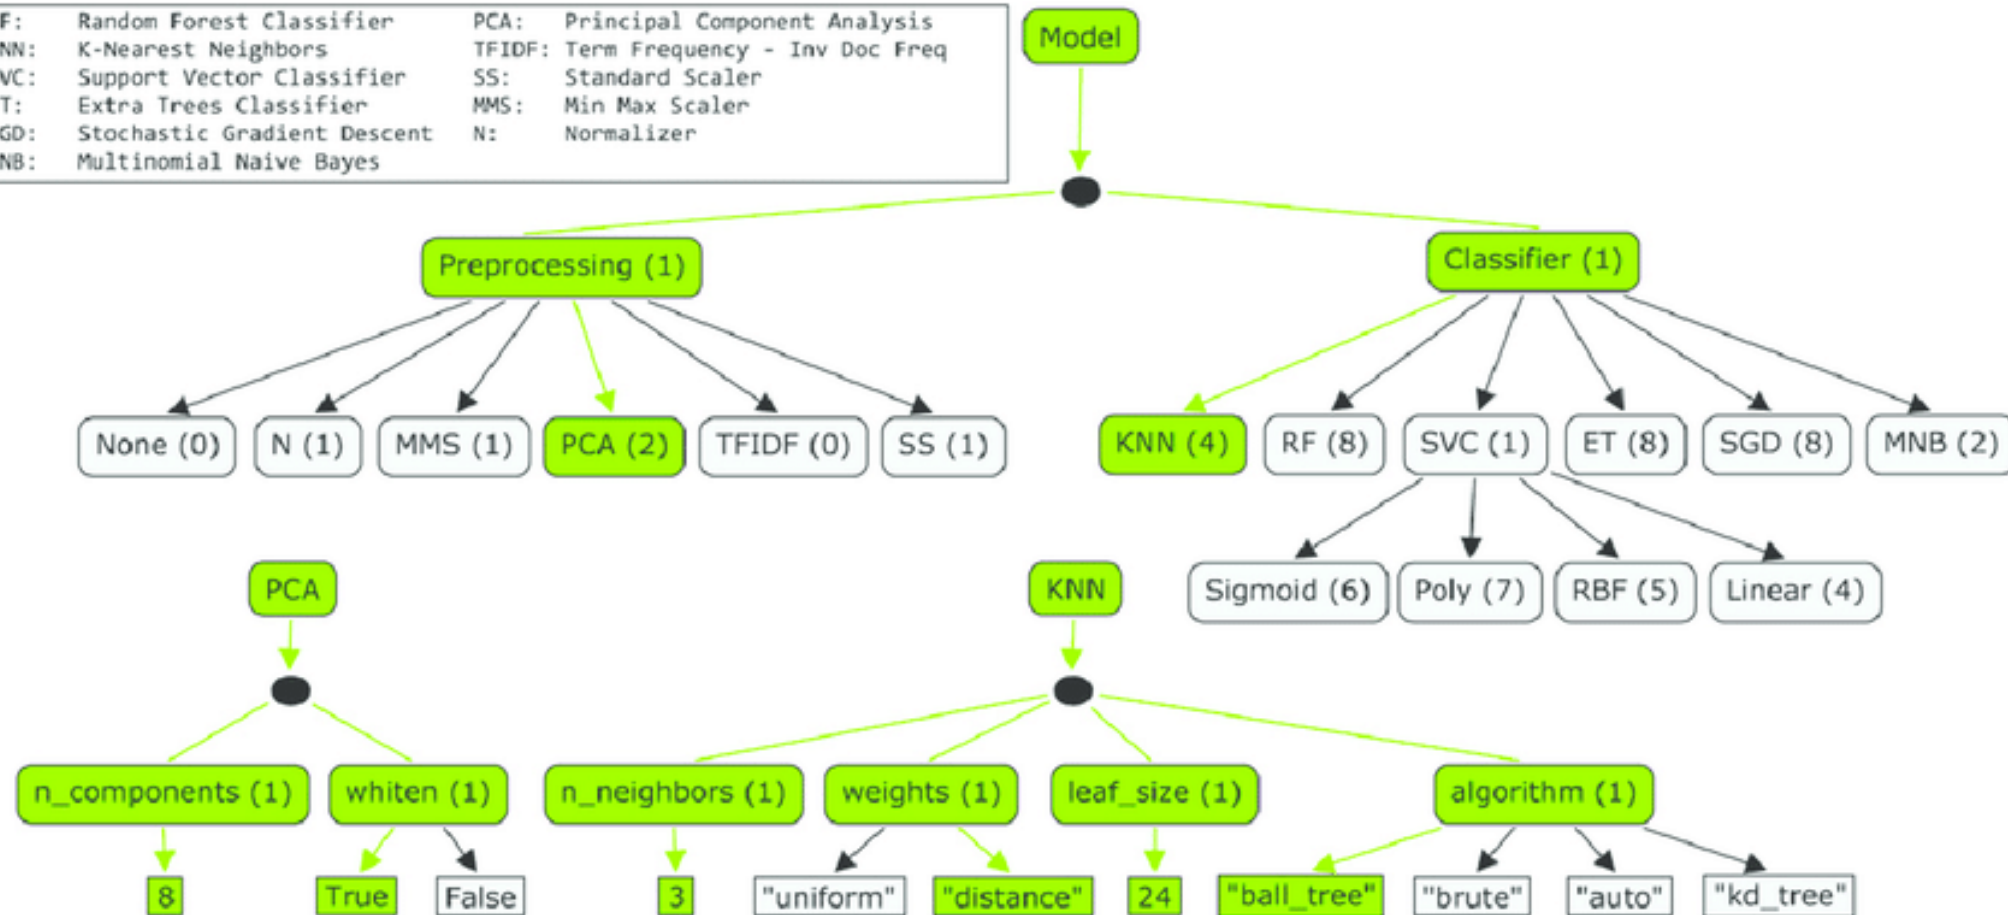 F: Random Forest Classifier PCA: Principal Component Analysis
NN: K-Nearest Neighbors TFIDF: Term Frequency - Inv Doc Freq
VC: Support Vector Classifier SS: Standard Scaler
T: Extra Trees Classifier MMS: Min Max Scaler
GD: Stochastic Gradient Descent N: Normalizer
NB: Multinomial Naive Bayes
Model
Preprocessing (1) Classifier (1)
None (0) N (1) MMS (1) PCA (2) TFIDF (0) SS (1) KNN (4) RF (8) SVC (1) ET (8) SGD (8) MNB (2)
PCA KNN Sigmoid (6) Poly (7) RBF (5) Linear (4)
n_components (1) whiten (1) n_neighbors (1) weights (1) leaf_size (1) algorithm (1)
8 True False 3 "uniform" "distance" 24 "ball_tree" "brute" "auto" "kd_tree"